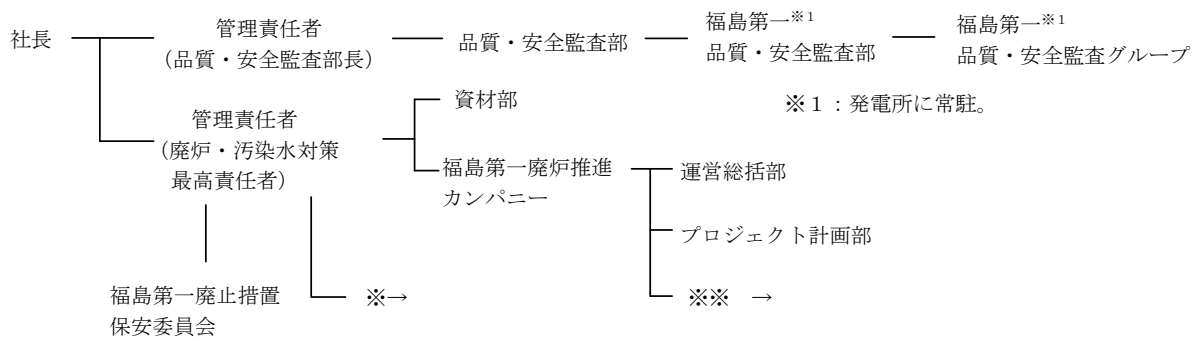 社長
管理責任者
(品質・安全監査部長)
品質・安全監査部
福島第一※1
品質・安全監査部
福島第一※1
品質・安全監査グループ
※1:発電所に常駐。
管理責任者
(廃炉・汚染水対策
最高責任者)
資材部
福島第一廃炉推進
カンパニー
運営総括部
プロジェクト計画部
福島第一廃止措置
保安委員会
※→
※※ →